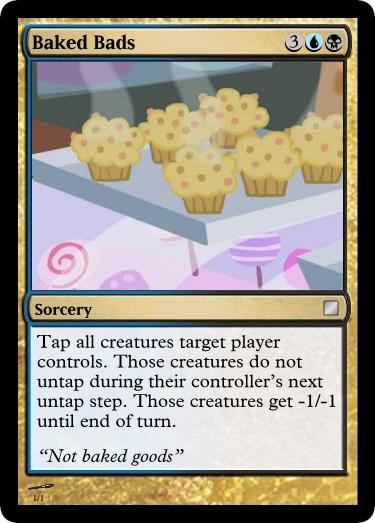 Baked Bads 3
Sorcery
Tap all creatures target player
controls. Those creatures do not
untap during their controller's next
untap step. Those creatures get -1/-1
until end of turn.
“Not baked goods”
1/1